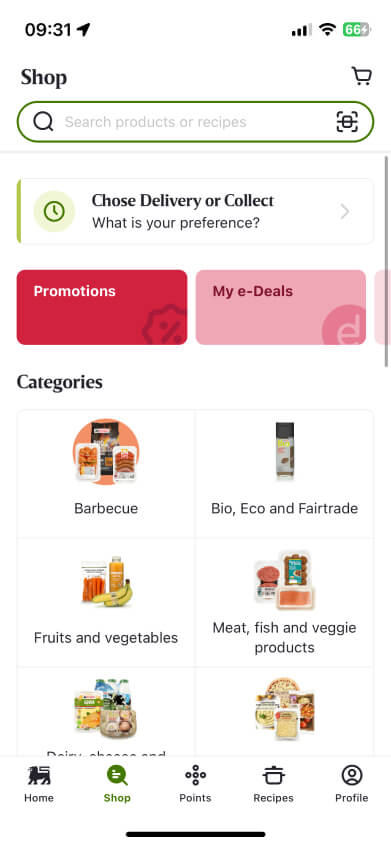 09:31
66
Shop
Search products or recipes
Chose Delivery or Collect
What is your preference?
Promotions
My e-Deals
Categories
Barbecue
Bio, Eco and Fairtrade
Fruits and vegetables
Meat, fish and veggie
products
Dairy, cheese and
Home
Shop
Points
Recipes
Profile